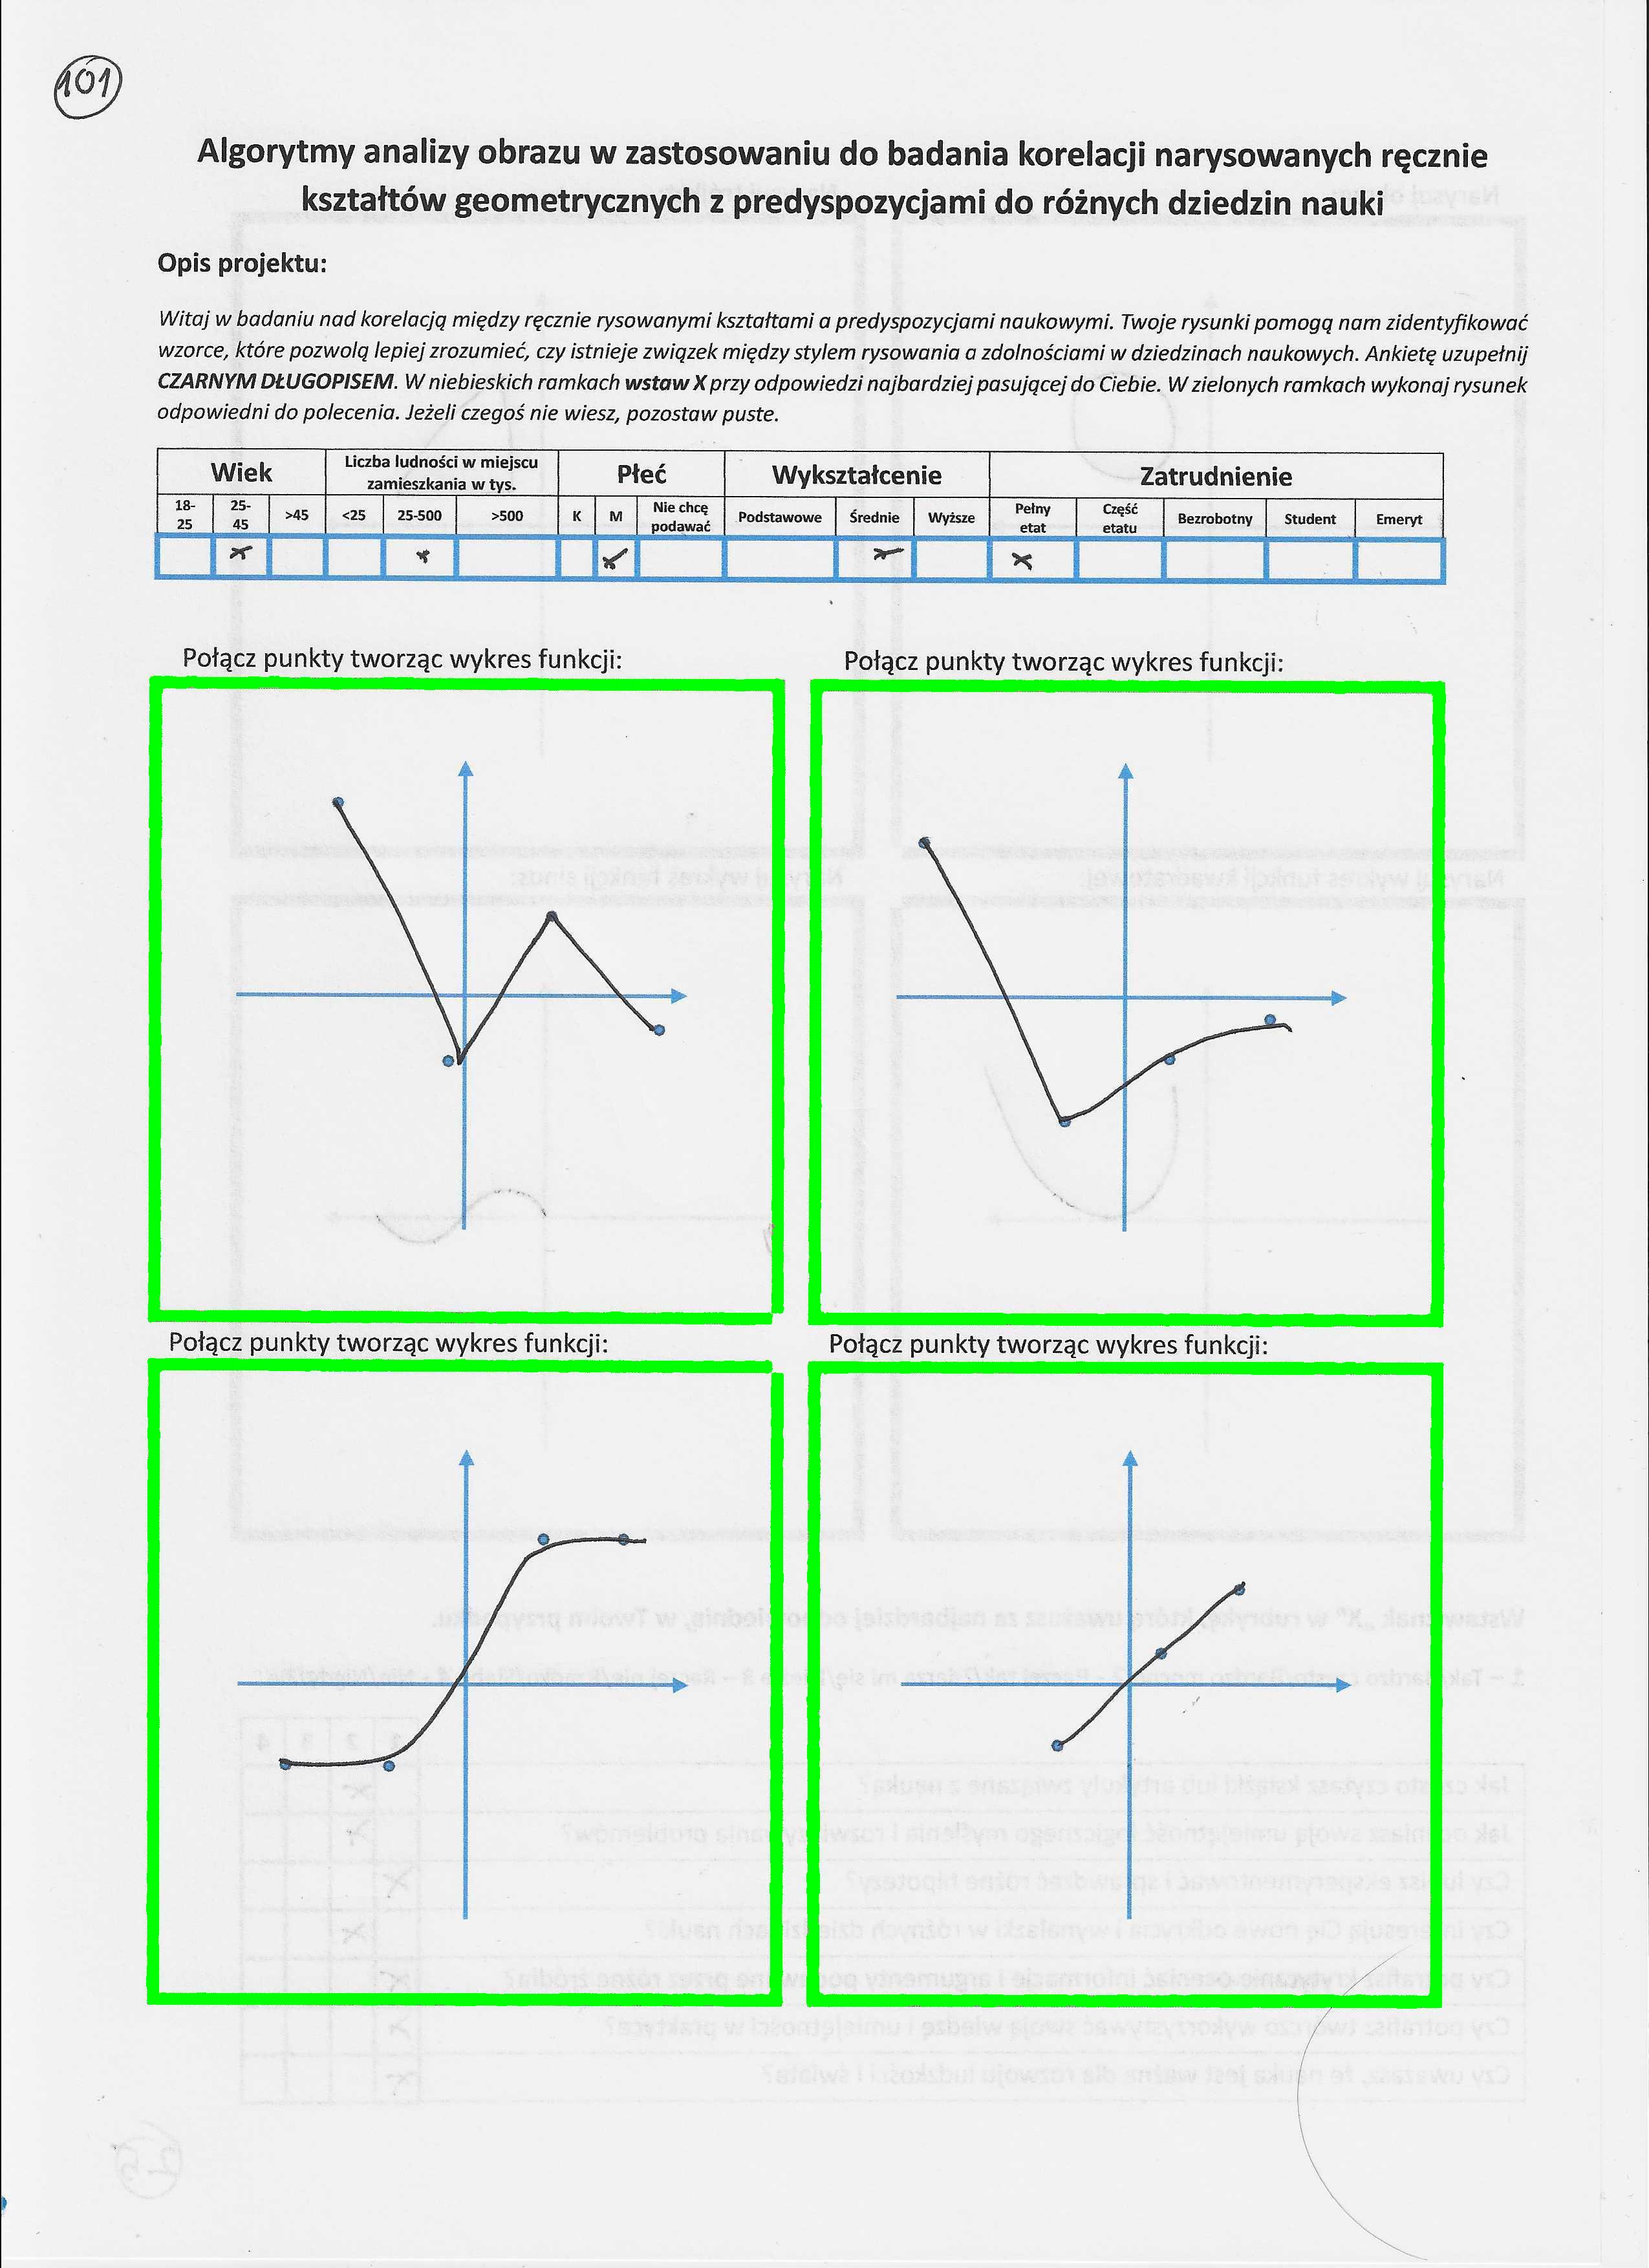 101
Algorytmy analizy obrazu w zastosowaniu do badania korelacji narysowanych ręcznie
kształtów geometrycznych z predyspozycjami do różnych dziedzin nauki
Opis projektu:
Witaj w badaniu nad korelacją między ręcznie rysowanymi kształtami a predyspozycjami naukowymi. Twoje rysunki pomogą nam zidentyfikować
wzorce, które pozwolą lepiej zrozumieć, czy istnieje związek między stylem rysowania a zdolnościami w dziedzinach naukowych. Ankietę uzupełnij
CZARNYM DŁUGOPISEM. W niebieskich ramkach wstaw X przy odpowiedzi najbardziej pasującej do Ciebie. W zielonych ramkach wykonaj rysunek
odpowiedni do polecenia. Jeżeli czegoś nie wiesz, pozostaw puste.
Wiek Liczba ludności w miejscu zamieszkania w tys. Płeć Wykształcenie Zatrudnienie
18-25 25-45 >45 <25 25-500 >500 K M Nie chcę podawać Podstawowe Średnie Wyższe Pełny etat Część etatu Bezrobotny Student Emeryt
X X X X X
Połącz punkty tworząc wykres funkcji: Połącz punkty tworząc wykres funkcji:
Połącz punkty tworząc wykres funkcji: Połącz punkty tworząc wykres funkcji: